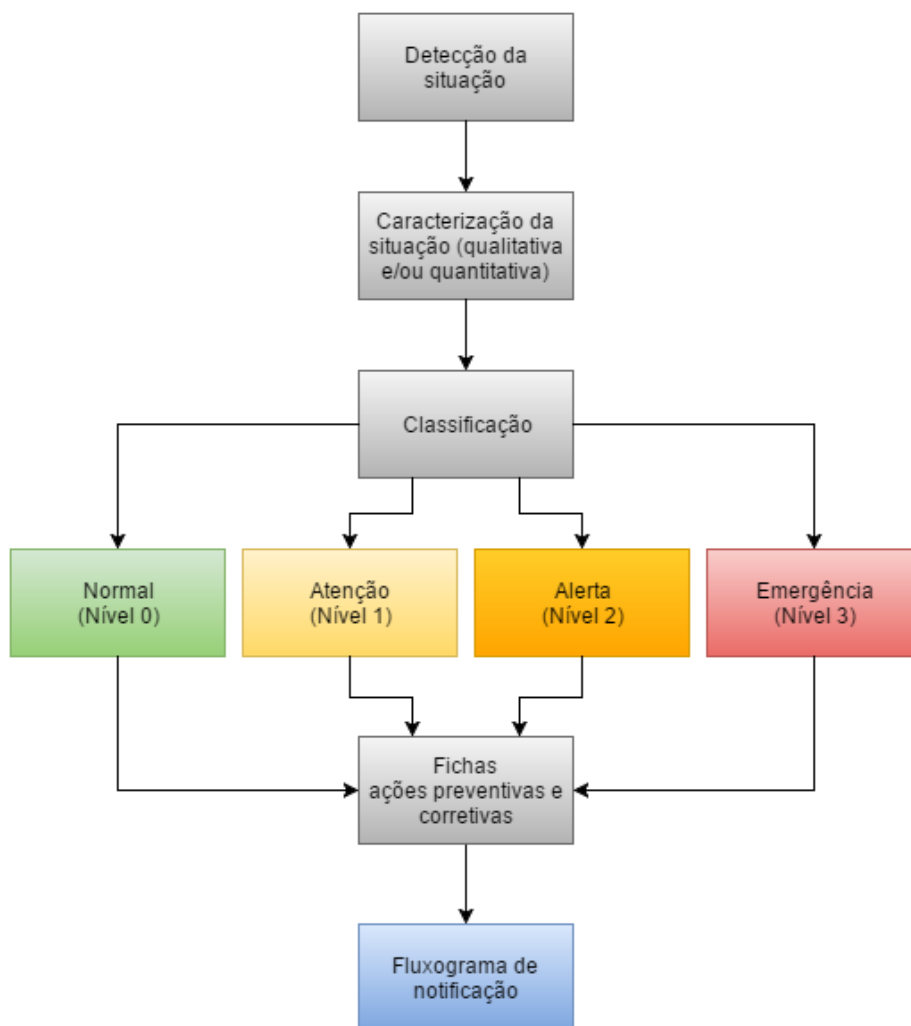 Detecção da
situação
Caracterização da
situação (qualitativa
e/ou quantitativa)
Classificação
Normal
(Nível 0)
Atenção
(Nível 1)
Alerta
(Nível 2)
Emergência
(Nível 3)
Fichas
ações preventivas e
corretivas
Fluxograma de
notificação